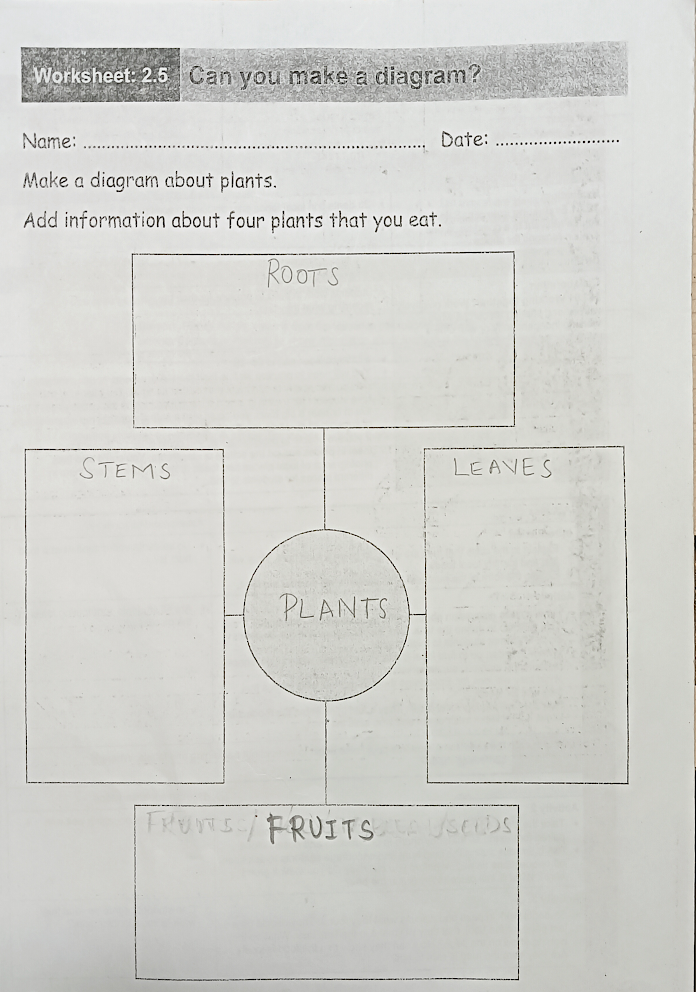 Worksheet: 2.5 Can you make a diagram?
Name: ............................................................ Date: ..........................
Make a diagram about plants.
Add information about four plants that you eat.
ROOTS
STEMS
LEAVES
PLANTS
FRUITS